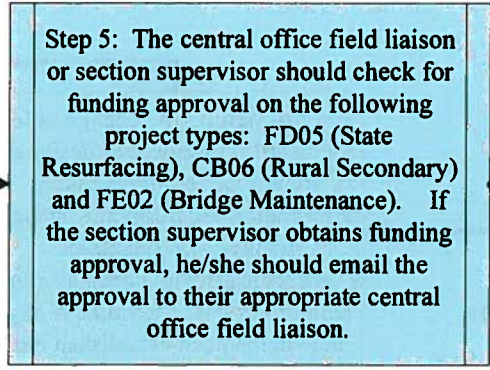 Step 5: The central office field liaison
or section supervisor should check for
funding approval on the following
project types: FD05 (State
Resurfacing), CB06 (Rural Secondary)
and FE02 (Bridge Maintenance). If
the section supervisor obtains funding
approval, he/she should email the
approval to their appropriate central
office field liaison.